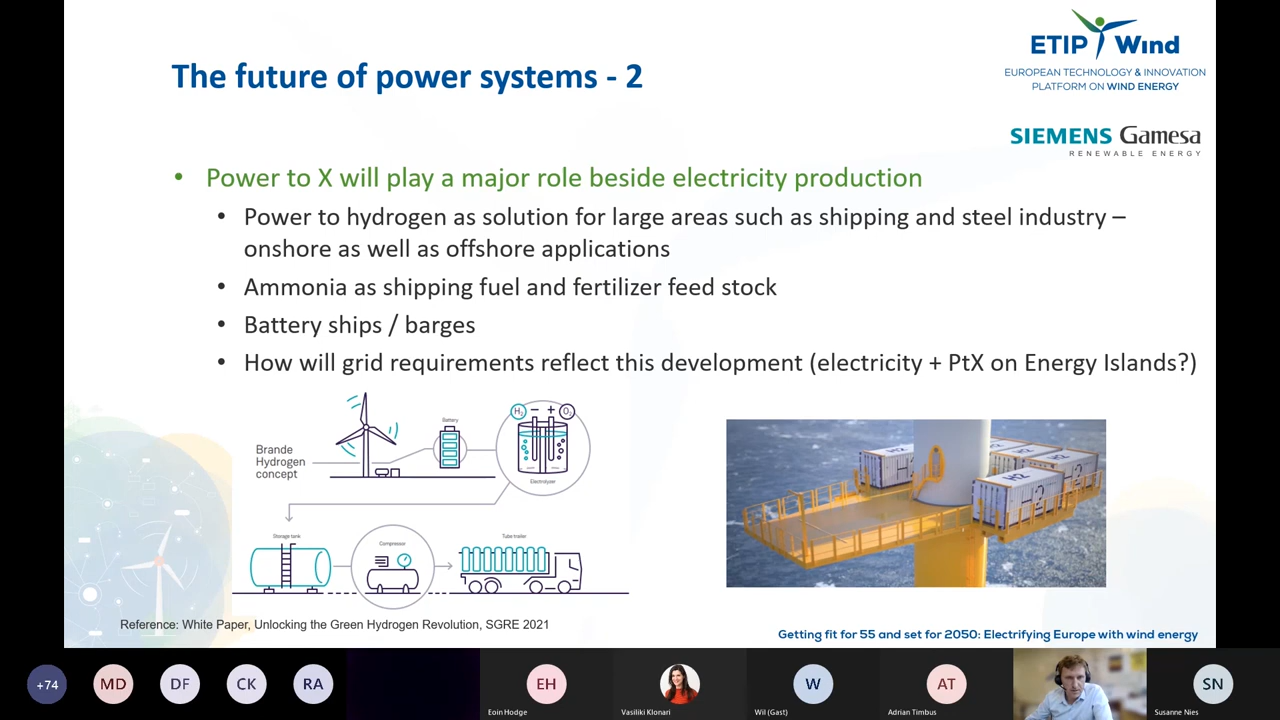 ETIP Wind
EUROPEAN TECHNOLOGY & INNOVATION
PLATFORM ON WIND ENERGY
The future of power systems - 2
SIEMENS Gamesa
RENEWABLE ENERGY
• Power to X will play a major role beside electricity production
• Power to hydrogen as solution for large areas such as shipping and steel industry –
onshore as well as offshore applications
• Ammonia as shipping fuel and fertilizer feed stock
• Battery ships / barges
• How will grid requirements reflect this development (electricity + PtX on Energy Islands?)
Brande
Hydrogen
concept
Battery
H₂ − + O₂
Electrolyzer
Storage tank
Compressor
Tube trailer
H2
H2
H2
Reference: White Paper, Unlocking the Green Hydrogen Revolution, SGRE 2021
Getting fit for 55 and set for 2050: Electrifying Europe with wind energy
+74
MD
DF
CK
RA
EH
Eoin Hodge
Vasiliki Klonari
W
Wil (Gast)
AT
Adrian Timbus
SN
Susanne Nies